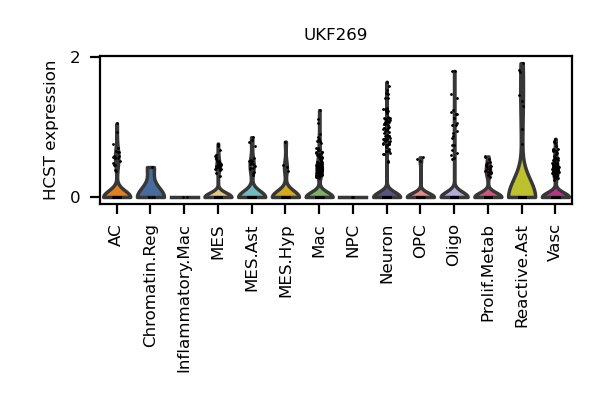 UKF269
HCST expression
2
0
AC
Chromatin.Reg
Inflammatory.Mac
MES
MES.Ast
MES.Hyp
Mac
NPC
Neuron
OPC
Oligo
Prolif.Metab
Reactive.Ast
Vasc